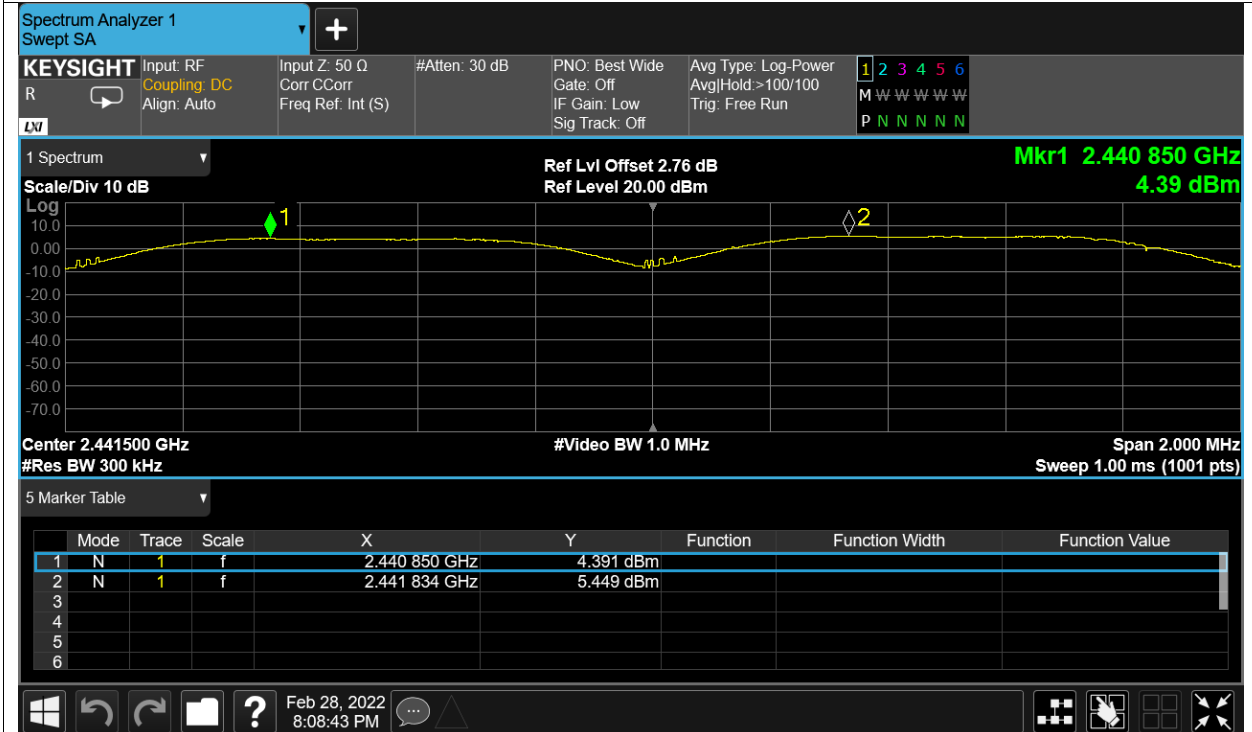 Spectrum Analyzer 1
Swept SA
+
KEYSIGHT Input: RF Input Z: 50 Ω #Atten: 30 dB PNO: Best Wide Avg Type: Log-Power 1 2 3 4 5 6
R Coupling: DC Corr CCorr Gate: Off Avg|Hold:>100/100 M W W W W W
Align: Auto Freq Ref: Int (S) IF Gain: Low Trig: Free Run
LXI Sig Track: Off P N N N N N
1 Spectrum Ref Lvl Offset 2.76 dB Mkr1 2.440 850 GHz
Scale/Div 10 dB Ref Level 20.00 dBm 4.39 dBm
Log
1 2
10.0
0.00
-10.0
-20.0
-30.0
-40.0
-50.0
-60.0
-70.0
Center 2.441500 GHz #Video BW 1.0 MHz Span 2.000 MHz
#Res BW 300 kHz Sweep 1.00 ms (1001 pts)
5 Marker Table
Mode Trace Scale X Y Function Function Width Function Value
1 N 1 f 2.440 850 GHz 4.391 dBm
2 N 1 f 2.441 834 GHz 5.449 dBm
3
4
5
6
? Feb 28, 2022
8:08:43 PM